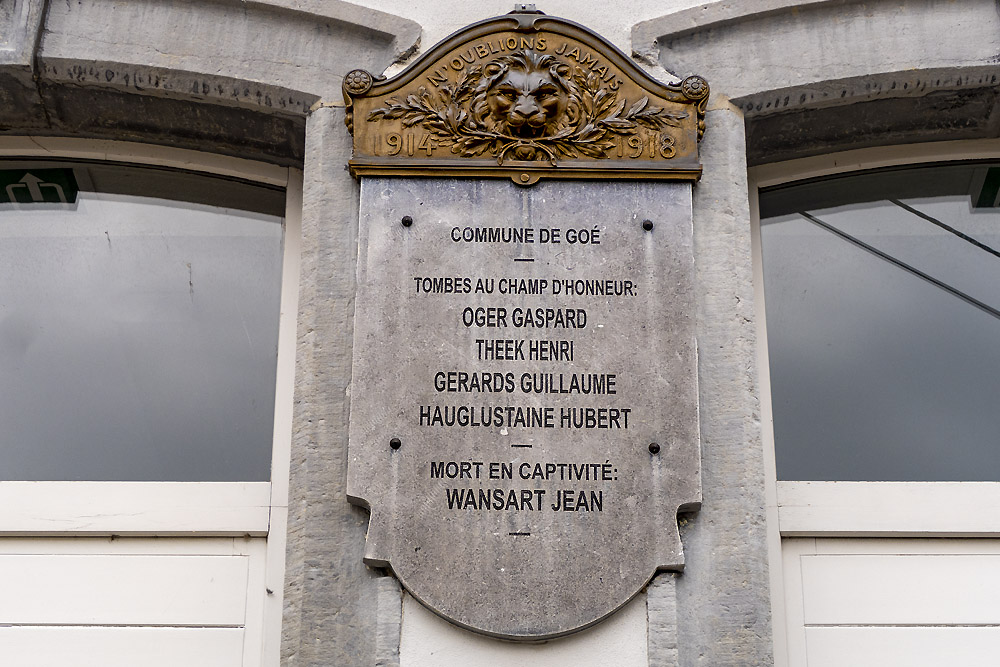 N'OUBLIONS JAMAIS
1914 1918
COMMUNE DE GOÉ
TOMBES AU CHAMP D'HONNEUR:
OGER GASPARD
THEEK HENRI
GERARDS GUILLAUME
HAUGLUSTAINE HUBERT
MORT EN CAPTIVITÉ:
WANSART JEAN